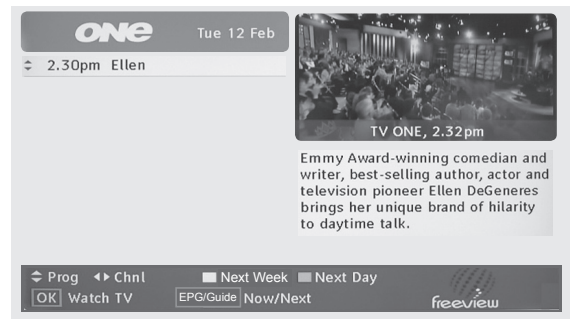 ONE
Tue 12 Feb
2.30pm Ellen
TV ONE, 2.32pm
Emmy Award-winning comedian and
writer, best-selling author, actor and
television pioneer Ellen DeGeneres
brings her unique brand of hilarity
to daytime talk.
Prog Chnl Next Week Next Day
OK Watch TV EPG/Guide Now/Next
freeview